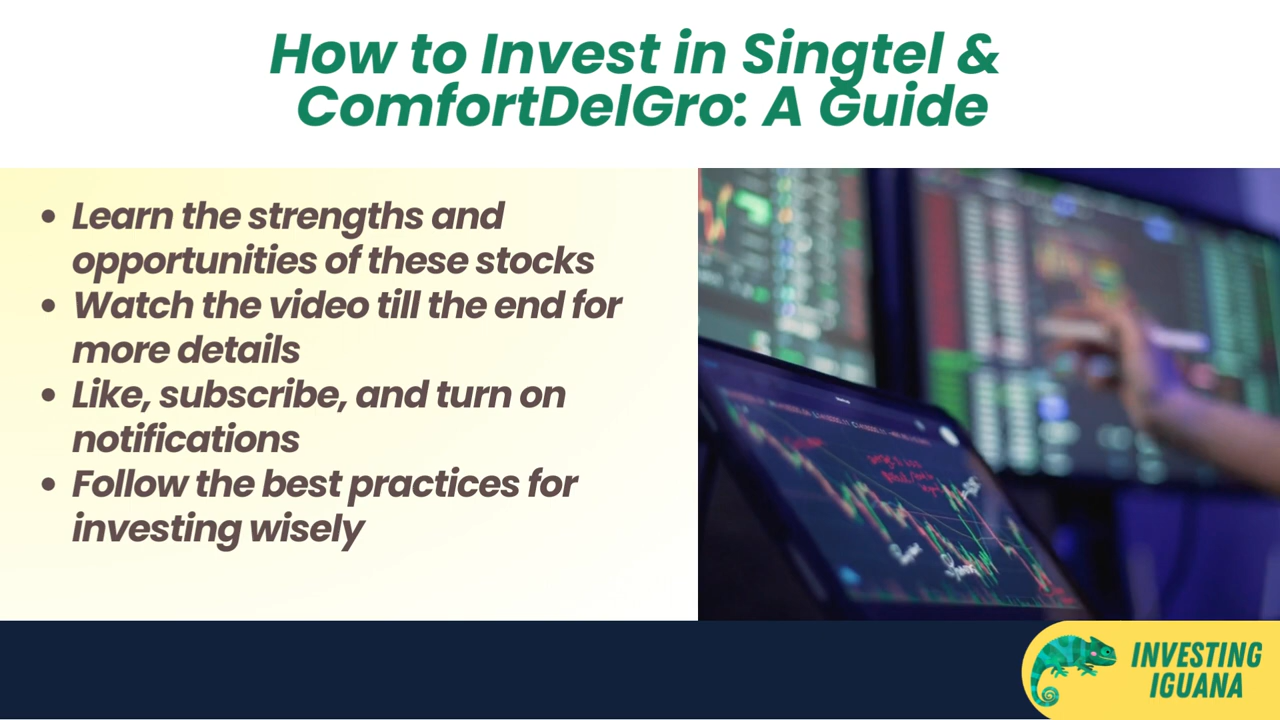 How to Invest in Singtel &
ComfortDelGro: A Guide
• Learn the strengths and
opportunities of these stocks
• Watch the video till the end for
more details
• Like, subscribe, and turn on
notifications
• Follow the best practices for
investing wisely
INVESTING
IGUANA